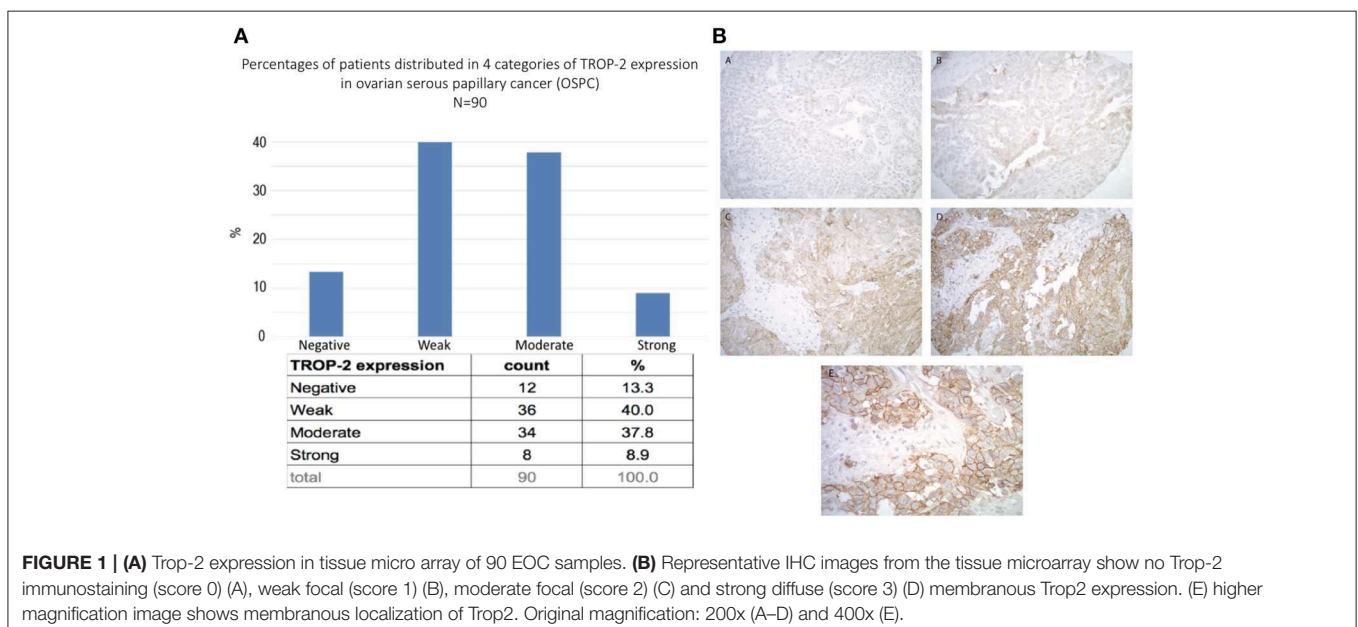 A
Percentages of patients distributed in 4 categories of TROP-2 expression
in ovarian serous papillary cancer (OSPC)
N=90
40
30
%
20
10
0
Negative Weak Moderate Strong
TROP-2 expression count %
Negative 12 13.3
Weak 36 40.0
Moderate 34 37.8
Strong 8 8.9
total 90 100.0
B
A
B
C
D
E
FIGURE 1 | (A) Trop-2 expression in tissue micro array of 90 EOC samples. (B) Representative IHC images from the tissue microarray show no Trop-2
immunostaining (score 0) (A), weak focal (score 1) (B), moderate focal (score 2) (C) and strong diffuse (score 3) (D) membranous Trop2 expression. (E) higher
magnification image shows membranous localization of Trop2. Original magnification: 200x (A–D) and 400x (E).